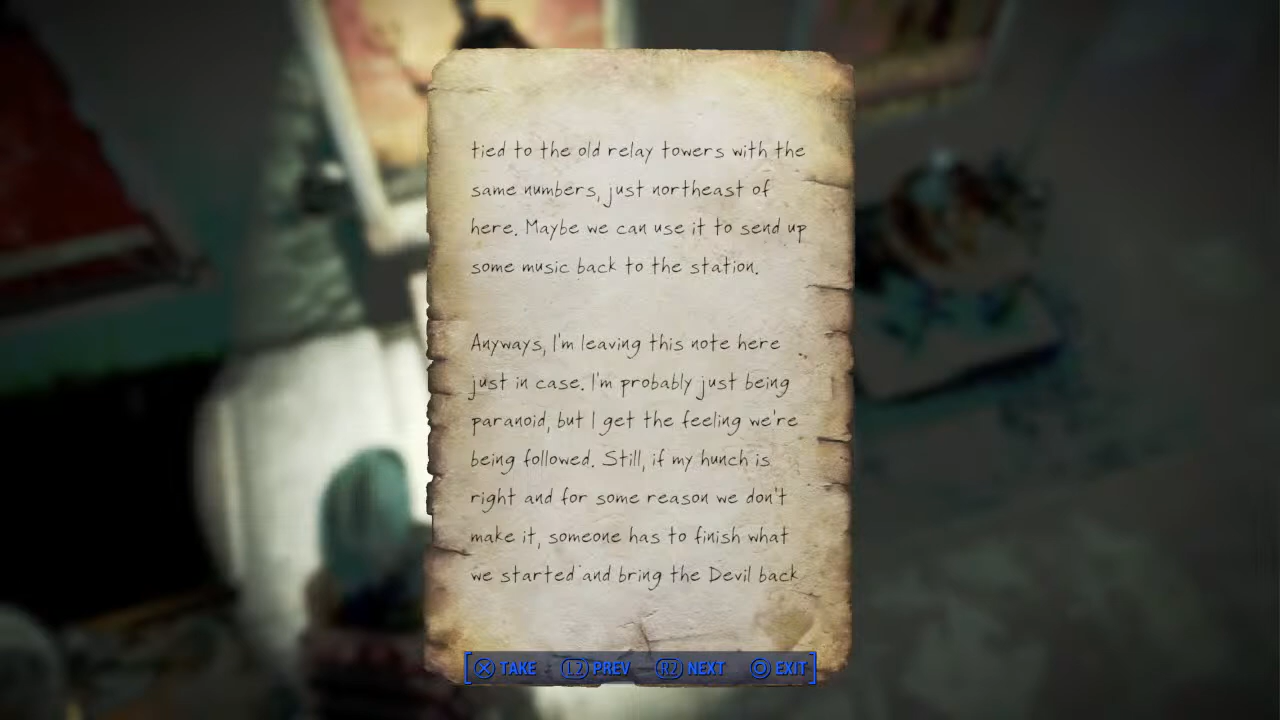 tied to the old relay towers with the
same numbers, just northeast of
here. Maybe we can use it to send up
some music back to the station.
Anyways, I'm leaving this note here
just in case. I'm probably just being
paranoid, but I get the feeling we're
being followed. Still, if my hunch is
right and for some reason we don't
make it, someone has to finish what
we started and bring the Devil back
[Ⓧ TAKE L2 PREV R2 NEXT Ⓒ EXIT]